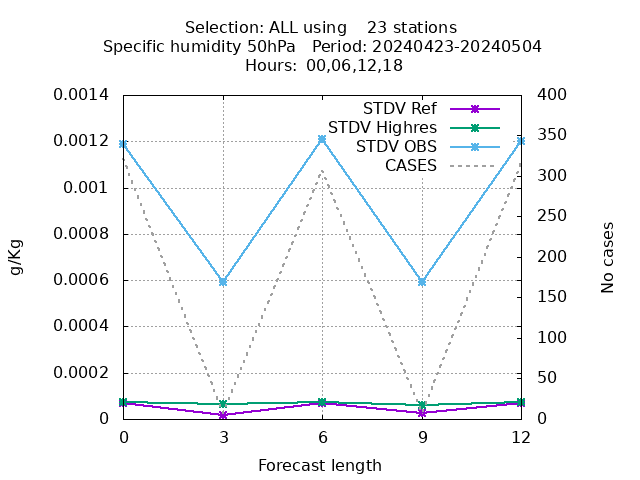 Selection: ALL using    23 stations
Specific humidity 50hPa   Period: 20240423-20240504
Hours:  00,06,12,18
STDV Ref
STDV Highres
STDV OBS
CASES
0.0014
0.0012
0.001
0.0008
0.0006
0.0004
0.0002
0
400
350
300
250
200
150
100
50
0
g/Kg
No cases
0 3 6 9 12
Forecast length